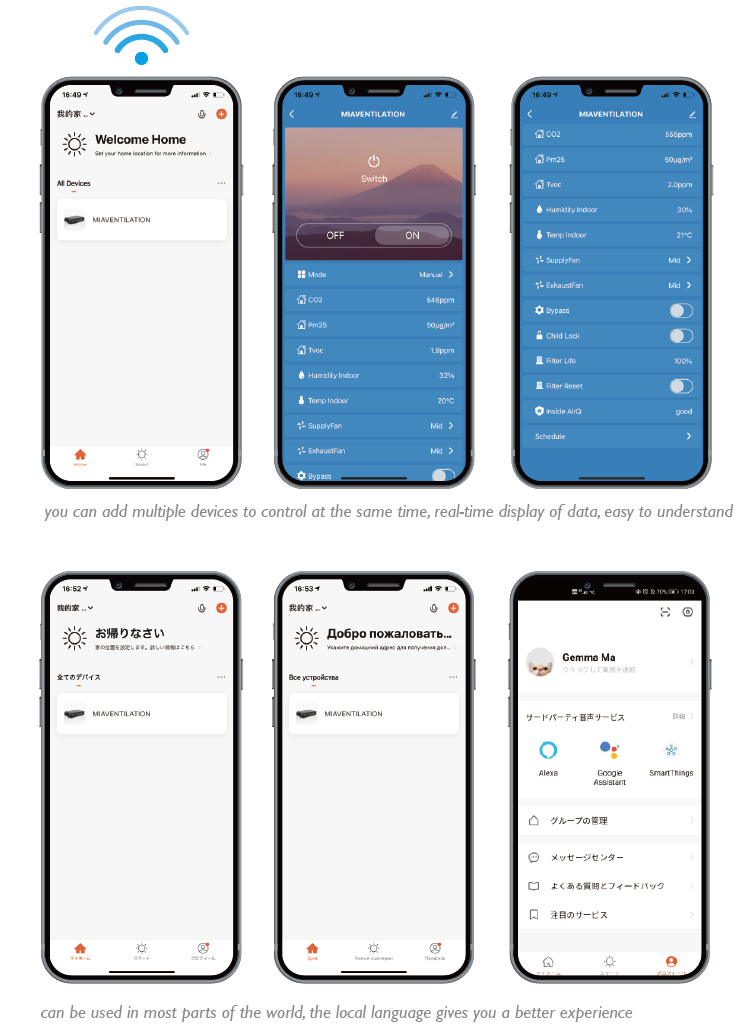 16:49
我的家 ..
Welcome Home
Set your home location for more information
All Devices
MIAVENTILATION
Home
Smart
Me
16:49
MIAVENTILATION
Switch
OFF ON
Mode Manual
CO2 546ppm
Pm25 50µg/m³
Tvoc 1.9ppm
Humidity Indoor 32%
Temp Indoor 20°C
SupplyFan Mid
ExhaustFan Mid
Bypass
16:49
MIAVENTILATION
CO2 555ppm
Pm25 50µg/m³
Tvoc 2.0ppm
Humidity Indoor 30%
Temp Indoor 21°C
SupplyFan Mid
ExhaustFan Mid
Bypass
Child Lock
Filter Life 100%
Filter Reset
Inside AirQ good
Schedule
you can add multiple devices to control at the same time, real-time display of data, easy to understand
16:52
我的家 ..
お帰りなさい
家の位置を設定します。詳しい情報はこちら
全てのデバイス
MIAVENTILATION
マイホーム
スマート
プロフィール
16:53
我的家 ..
Добро пожаловать...
Укажите домашний адрес для получения доп...
Все устройства
MIAVENTILATION
Дом
Умные сценарии
Профиль
70% 17:03
Gemma Ma
クリックして電話を連絡
サードパーティ音声サービス 詳細
Alexa
Google
Assistant
SmartThings
グループの管理
メッセージセンター
よくある質問とフィードバック
注目のサービス
マイホーム
スマート
プロフィール
can be used in most parts of the world, the local language gives you a better experience